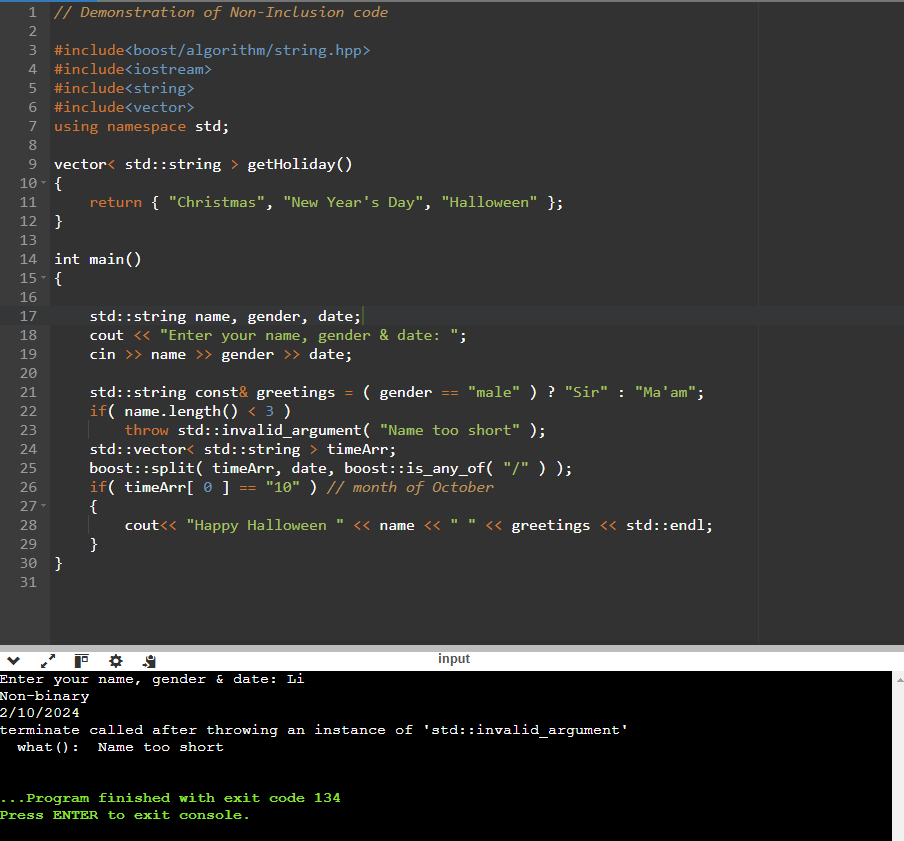 1 // Demonstration of Non-Inclusion code
2
3 #include<boost/algorithm/string.hpp>
4 #include<iostream>
5 #include<string>
6 #include<vector>
7 using namespace std;
8
9 vector< std::string > getHoliday()
10 {
11     return { "Christmas", "New Year's Day", "Halloween" };
12 }
13
14 int main()
15 {
16
17     std::string name, gender, date;
18     cout << "Enter your name, gender & date: ";
19     cin >> name >> gender >> date;
20
21     std::string const& greetings = ( gender == "male" ) ? "Sir" : "Ma'am";
22     if( name.length() < 3 )
23         throw std::invalid_argument( "Name too short" );
24     std::vector< std::string > timeArr;
25     boost::split( timeArr, date, boost::is_any_of( "/" ) );
26     if( timeArr[ 0 ] == "10" ) // month of October
27     {
28         cout<< "Happy Halloween " << name << " " << greetings << std::endl;
29     }
30 }
31
input
Enter your name, gender & date: Li
Non-binary
2/10/2024
terminate called after throwing an instance of 'std::invalid_argument'
  what():  Name too short
...Program finished with exit code 134
Press ENTER to exit console.